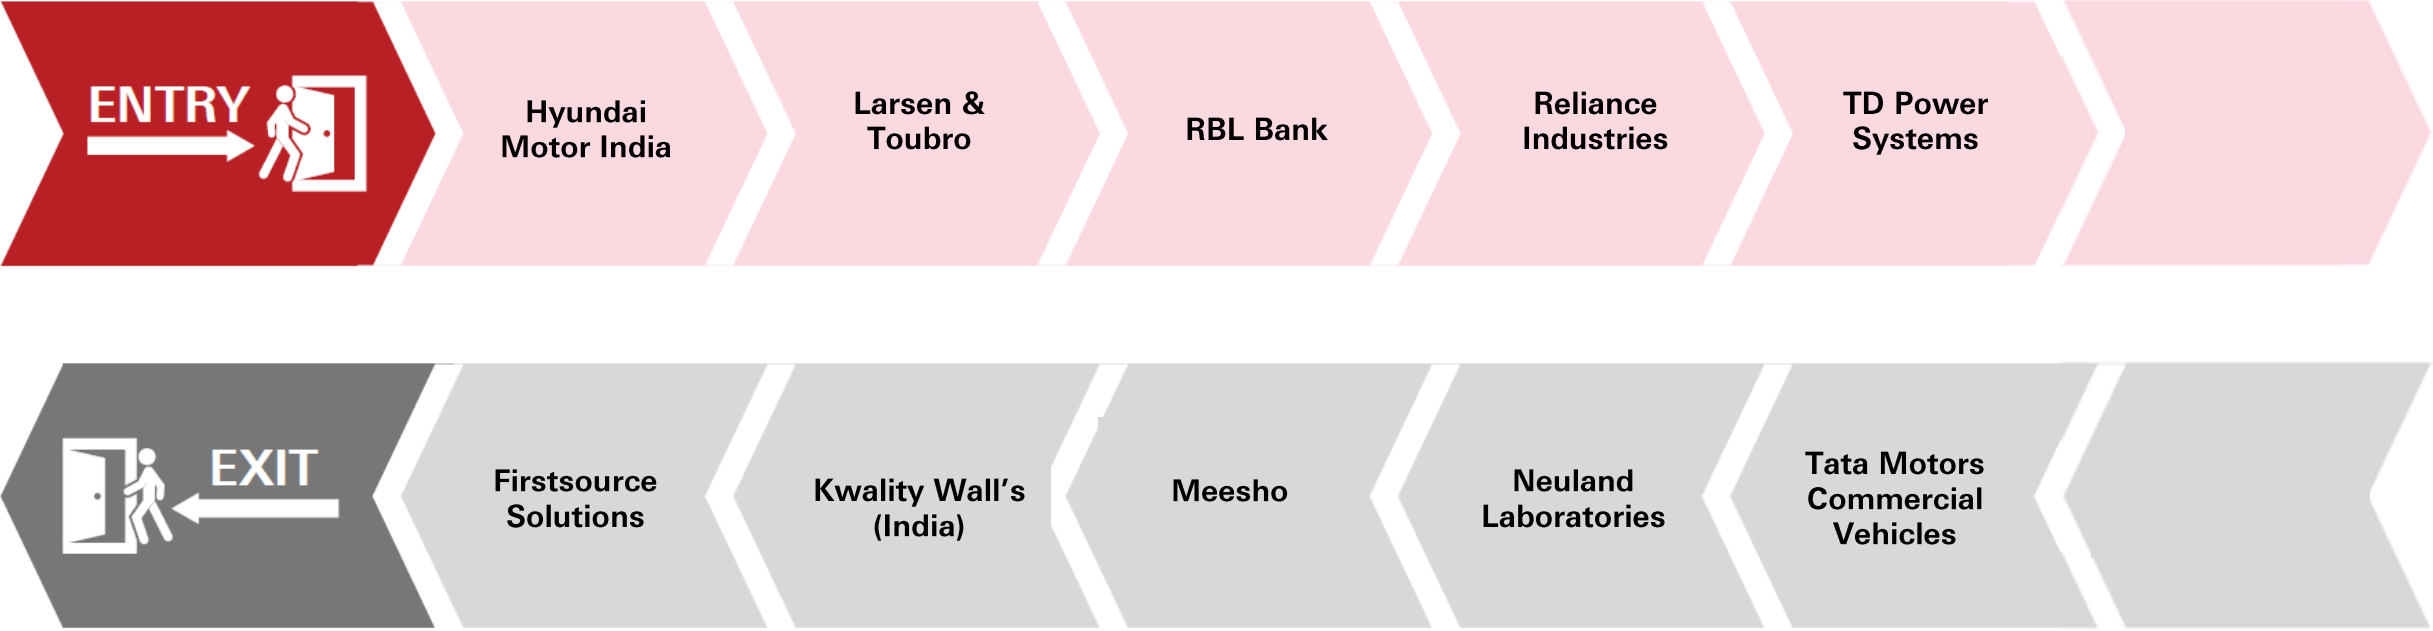 ENTRY
Hyundai
Motor India
Larsen &
Toubro
RBL Bank
Reliance
Industries
TD Power
Systems
EXIT
Firstsource
Solutions
Kwality Wall’s
(India)
Meesho
Neuland
Laboratories
Tata Motors
Commercial
Vehicles